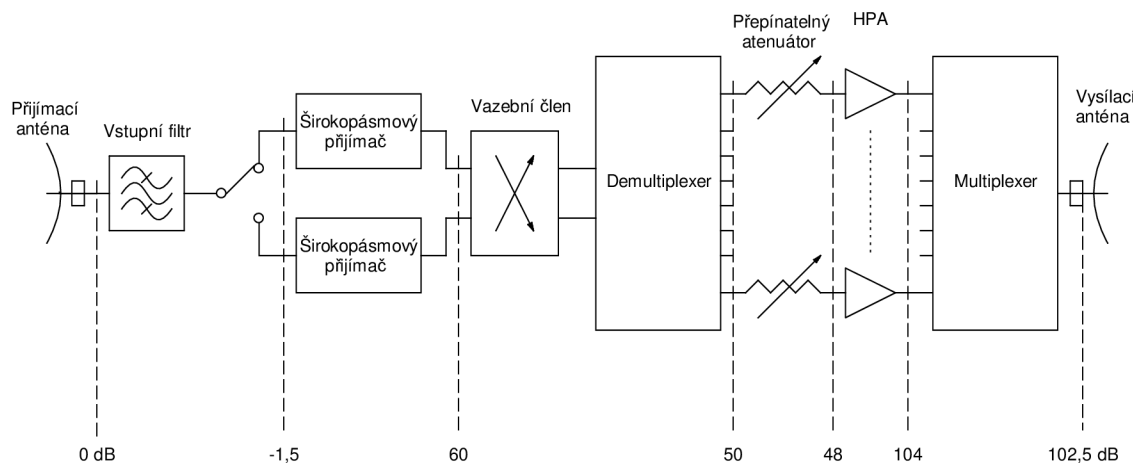 Přijímací
anténa
Vstupní filtr
Širokopásmový
přijímač
Širokopásmový
přijímač
Vazební člen
Demultiplexer
Přepínatelný
atenuátor
HPA
Multiplexer
Vysílací
anténa
0 dB
-1,5
60
50
48
104
102,5 dB